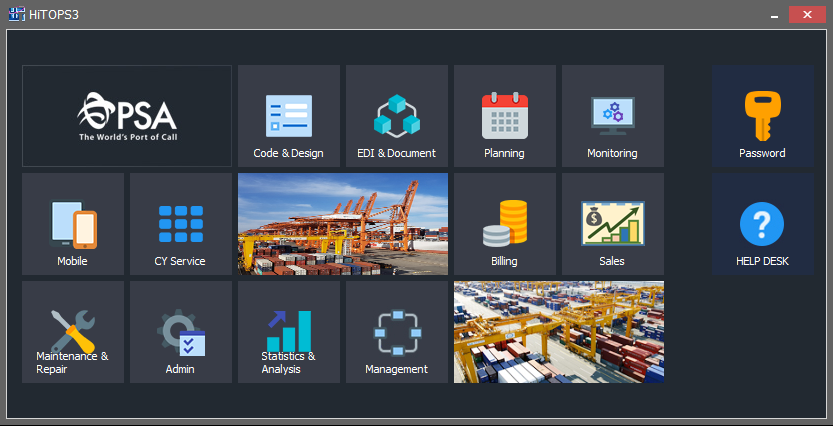 HiTOPS3
PSA
The World's Port of Call
Code & Design
EDI & Document
Planning
Monitoring
Password
Mobile
CY Service
Billing
Sales
HELP DESK
Maintenance &
Repair
Admin
Statistics &
Analysis
Management